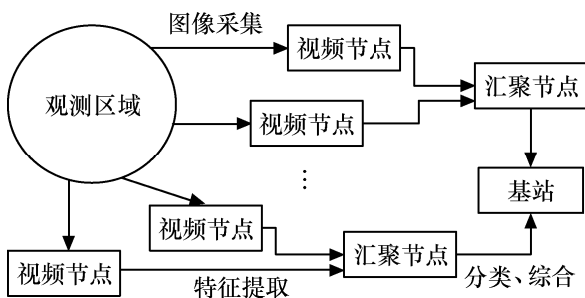 图像采集
视频节点
汇聚节点
观测区域
视频节点
⋮
基站
视频节点
汇聚节点
视频节点
特征提取
分类、综合